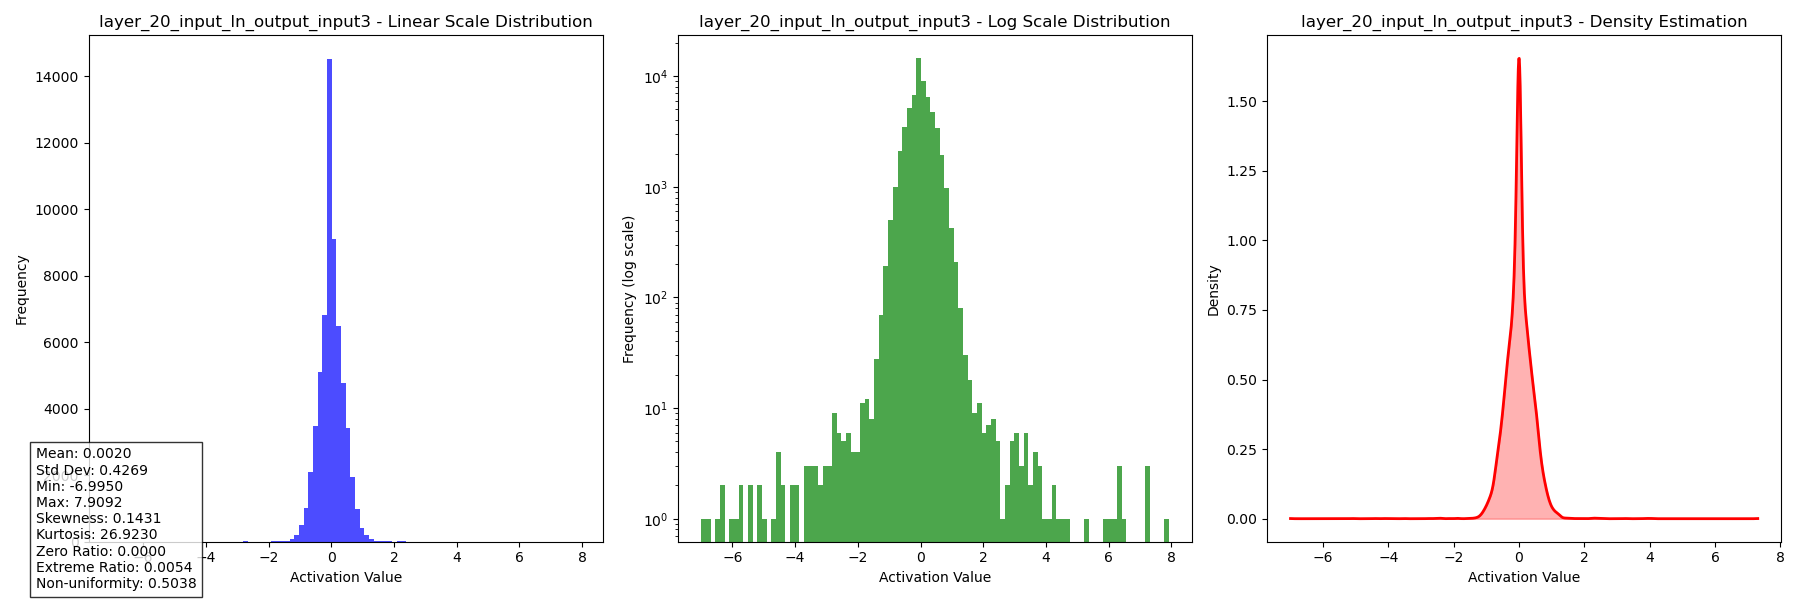 layer_20_input_ln_output_input3 - Linear Scale Distribution
Frequency
14000
12000
10000
8000
6000
4000
2000
0
−6
−4
−2
0
2
4
6
8
Activation Value
Mean: 0.0020
Std Dev: 0.4269
Min: -6.9950
Max: 7.9092
Skewness: 0.1431
Kurtosis: 26.9230
Zero Ratio: 0.0000
Extreme Ratio: 0.0054
Non-uniformity: 0.5038
layer_20_input_ln_output_input3 - Log Scale Distribution
Frequency (log scale)
10⁴
10³
10²
10¹
10⁰
−6
−4
−2
0
2
4
6
8
Activation Value
layer_20_input_ln_output_input3 - Density Estimation
Density
1.50
1.25
1.00
0.75
0.50
0.25
0.00
−6
−4
−2
0
2
4
6
8
Activation Value